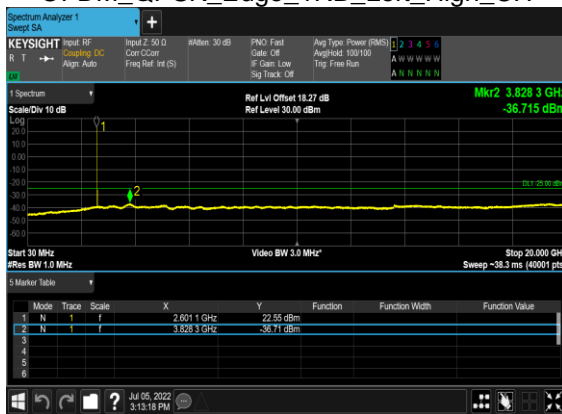 Spectrum Analyzer 1
Swept SA
+
KEYSIGHT
R T
LU
Input: RF
Coupling: DC
Align: Auto
Input Z: 50 Ω
Corr CCorr
Freq Ref: Int (S)
#Atten: 30 dB
PNO: Fast
Gate: Off
IF Gain: Low
Sig Track: Off
Avg Type: Power (RMS)
Avg|Hold: 100/100
Trig: Free Run
1 2 3 4 5 6
A W W W W W
A N N N N N
1 Spectrum
Scale/Div 10 dB
Ref Lvl Offset 18.27 dB
Ref Level 30.00 dBm
Mkr2 3.828 3 GHz
-36.715 dBm
Log
20.0
10.0
0.00
-10.0
-20.0
-30.0
-40.0
-50.0
-60.0
1
2
Start 30 MHz
#Res BW 1.0 MHz
Video BW 3.0 MHz*
Stop 20.000 GH
Sweep ~38.3 ms (40001 pts
5 Marker Table
Mode Trace Scale X Y Function Function Width Function Value
1 N 1 f 2.601 1 GHz 22.55 dBm
2 N 1 f 3.828 3 GHz -36.71 dBm
3
4
5
6
?
Jul 05, 2022
3:13:18 PM